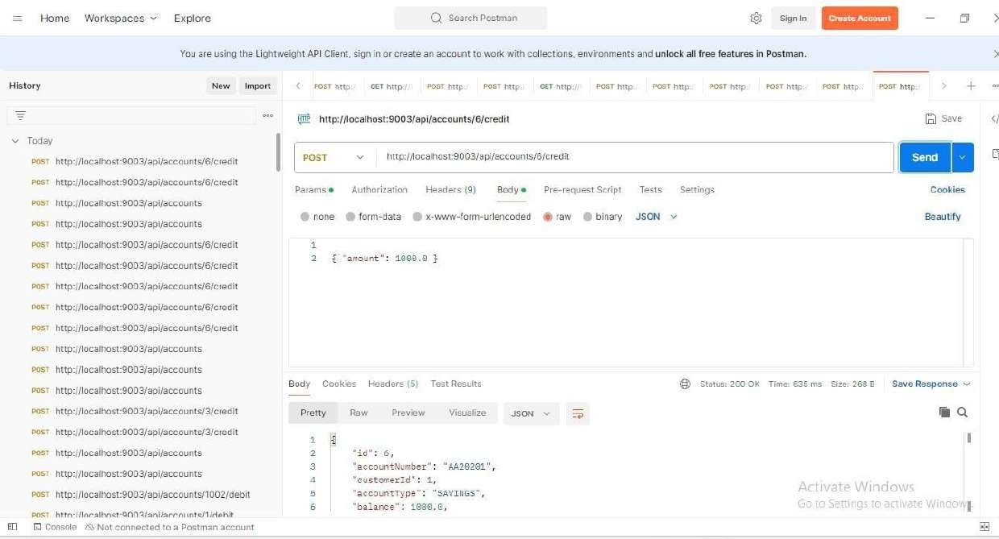 Home Workspaces Explore Search Postman Sign In Create Account
You are using the Lightweight API Client, sign in or create an account to work with collections, environments and unlock all free features in Postman.
History New Import
POST http:/ GET http:// POST http:/ POST http:/ GET http:// POST http: POST http:/ POST http:/ POST http: POST http: POST http:/
HTTP http://localhost:9003/api/accounts/6/credit Save
Today
POST http://localhost:9003/api/accounts/6/credit
POST http://localhost:9003/api/accounts/6/credit
POST http://localhost:9003/api/accounts
POST http://localhost:9003/api/accounts
POST http://localhost:9003/api/accounts/6/credit
POST http://localhost:9003/api/accounts/6/credit
POST http://localhost:9003/api/accounts/6/credit
POST http://localhost:9003/api/accounts/6/credit
POST http://localhost:9003/api/accounts/6/credit
POST http://localhost:9003/api/accounts
POST http://localhost:9003/api/accounts
POST http://localhost:9003/api/accounts
POST http://localhost:9003/api/accounts/3/credit
POST http://localhost:9003/api/accounts/3/credit
POST http://localhost:9003/api/accounts
POST http://localhost:9003/api/accounts
POST http://localhost:9003/api/accounts/1002/debit
POST http://localhost:9003/api/accounts/1/debit
POST http://localhost:9003/api/accounts/6/credit Send
Params Authorization Headers (9) Body Pre-request Script Tests Settings Cookies
none form-data x-www-form-urlencoded raw binary JSON Beautify
1
2 { "amount": 1000.0 }
Body Cookies Headers (5) Test Results Status: 200 OK Time: 635 ms Size: 268 B Save Response
Pretty Raw Preview Visualize JSON
1 {
2 "id": 6,
3 "accountNumber": "AA20201",
4 "customerId": 1,
5 "accountType": "SAVINGS",
6 "balance": 1000.0,
Activate Windows
Go to Settings to activate Windows.
Console Not connected to a Postman account